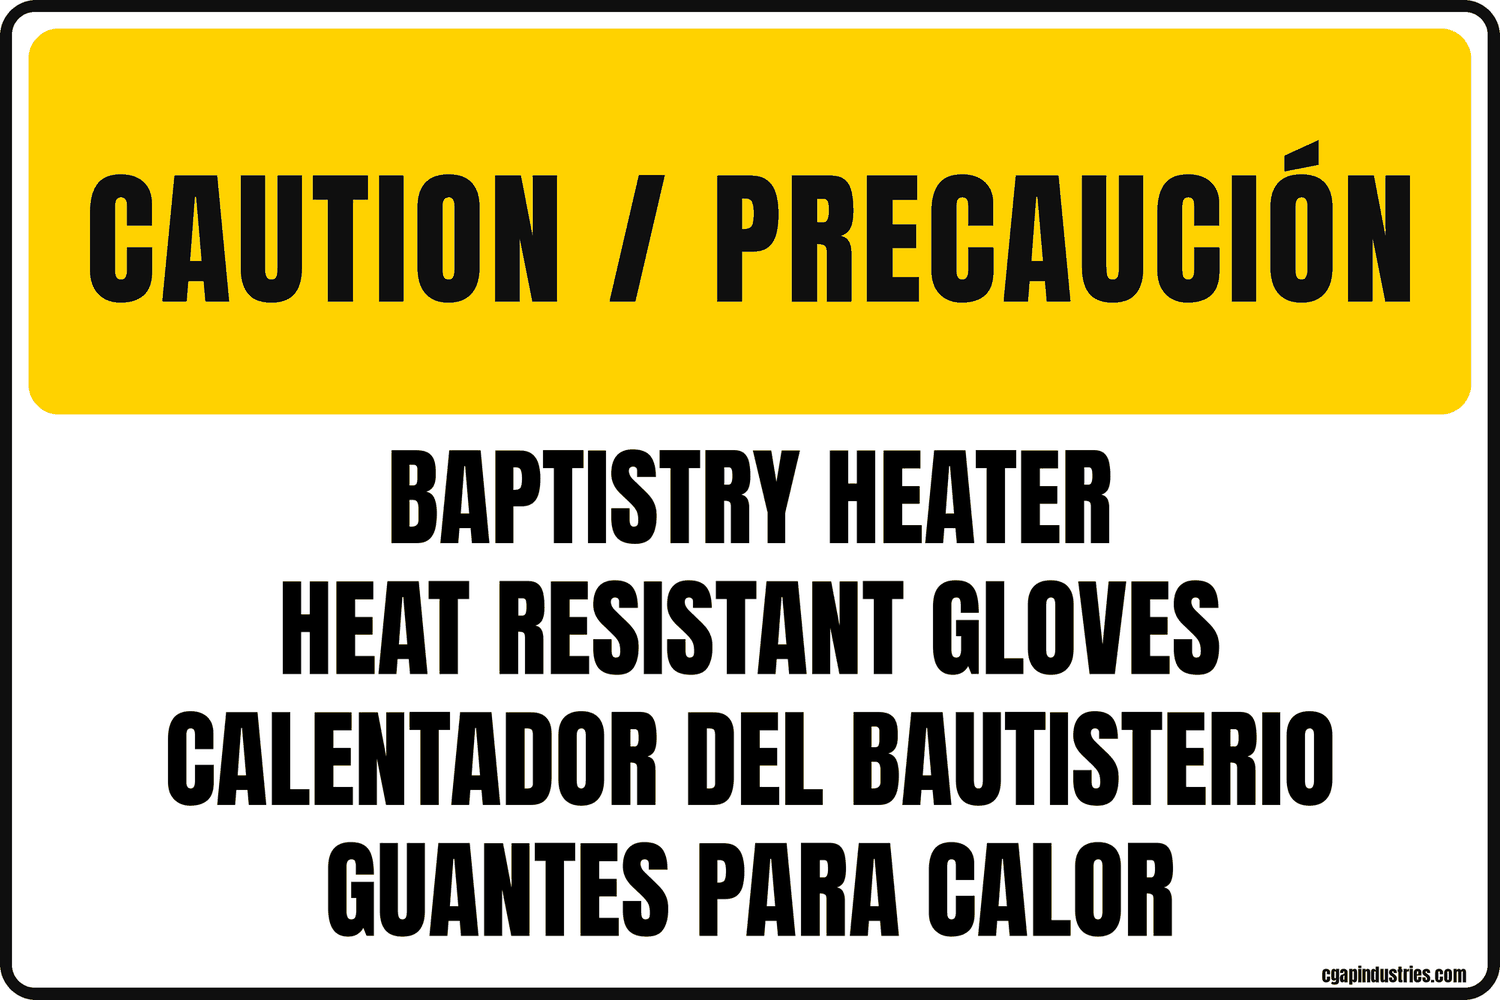 CAUTION / PRECAUCIÓN
BAPTISTRY HEATER
HEAT RESISTANT GLOVES
CALENTADOR DEL BAUTISTERIO
GUANTES PARA CALOR
cgapindustries.com